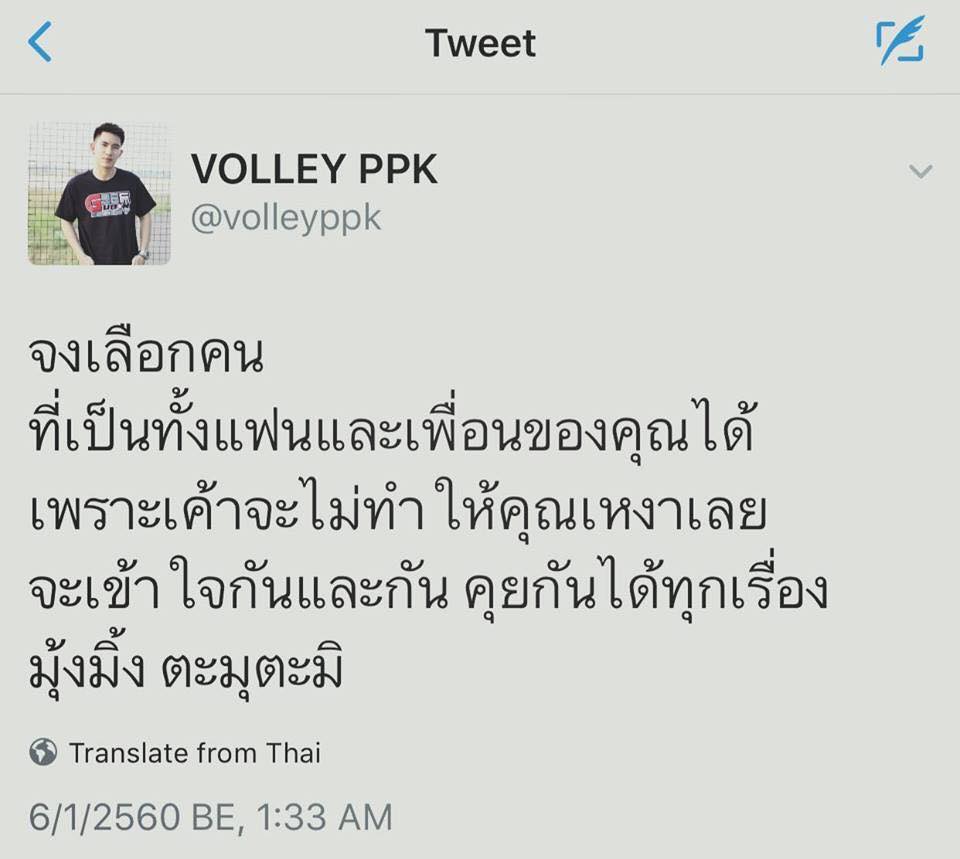 Tweet
VOLLEY PPK
@volleyppk
จงเลือกคน
ที่เป็นทั้งแฟนและเพื่อนของคุณได้
เพราะเค้าจะไม่ทำให้คุณเหงาเลย
จะเข้าใจกันและกัน คุยกันได้ทุกเรื่อง
มุ้งมิ้ง ตะมุตะมิ
Translate from Thai
6/1/2560 BE, 1:33 AM